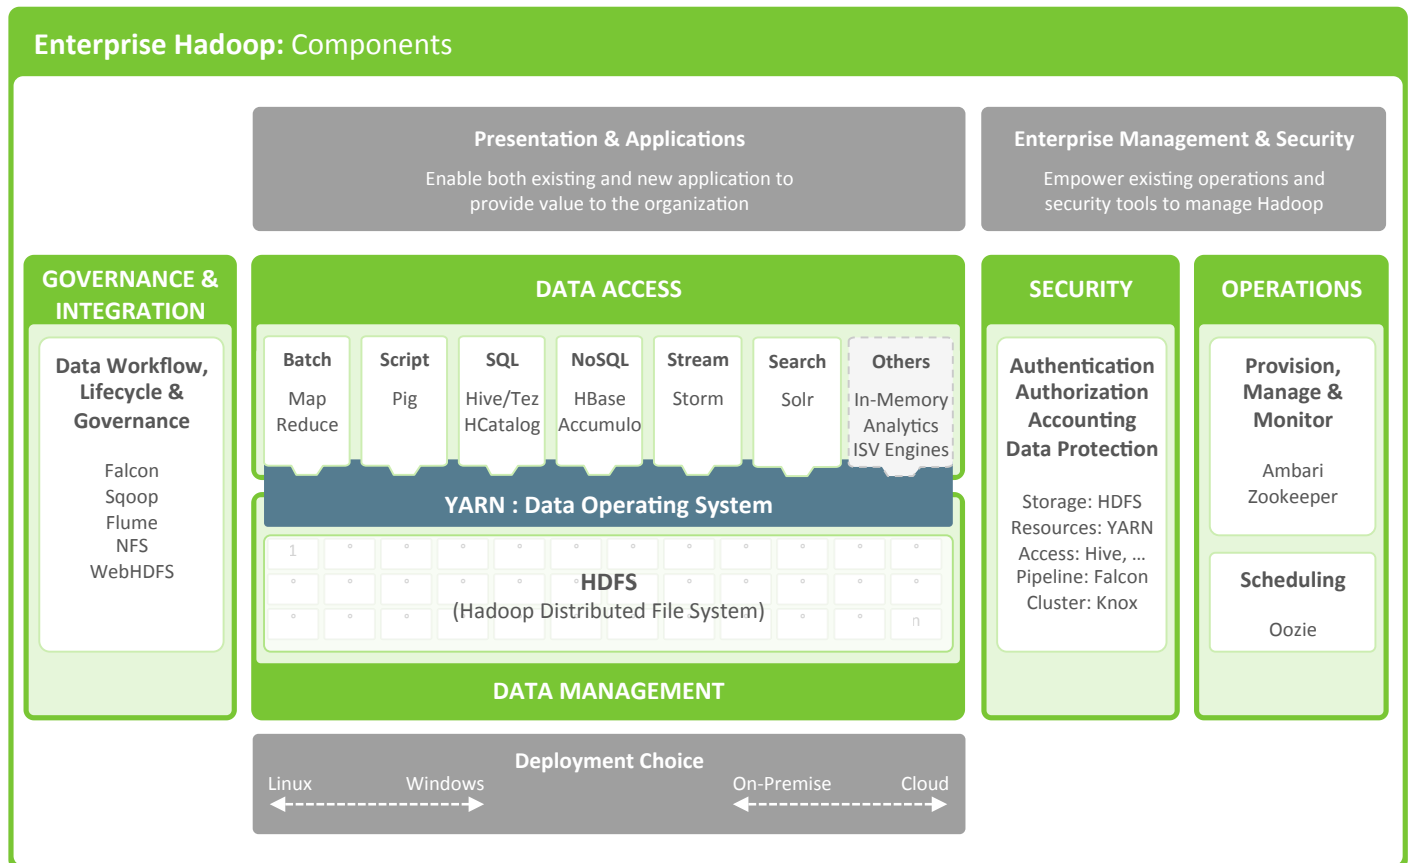 Enterprise Hadoop: Components
Presentation & Applications
Enable both existing and new application to
provide value to the organization
Enterprise Management & Security
Empower existing operations and
security tools to manage Hadoop
GOVERNANCE &
INTEGRATION
Data Workflow,
Lifecycle &
Governance
Falcon
Sqoop
Flume
NFS
WebHDFS
DATA ACCESS
Batch
Map
Reduce
Script
Pig
SQL
Hive/Tez
HCatalog
NoSQL
HBase
Accumulo
Stream
Storm
Search
Solr
Others
In-Memory
Analytics
ISV Engines
YARN : Data Operating System
1 ° ° ° ° ° ° ° ° ° ° °
° ° ° ° ° ° ° ° ° ° ° °
° ° ° ° ° ° ° ° ° ° ° n
HDFS
(Hadoop Distributed File System)
DATA MANAGEMENT
SECURITY
Authentication
Authorization
Accounting
Data Protection
Storage: HDFS
Resources: YARN
Access: Hive, …
Pipeline: Falcon
Cluster: Knox
OPERATIONS
Provision,
Manage &
Monitor
Ambari
Zookeeper
Scheduling
Oozie
Deployment Choice
Linux Windows On-Premise Cloud